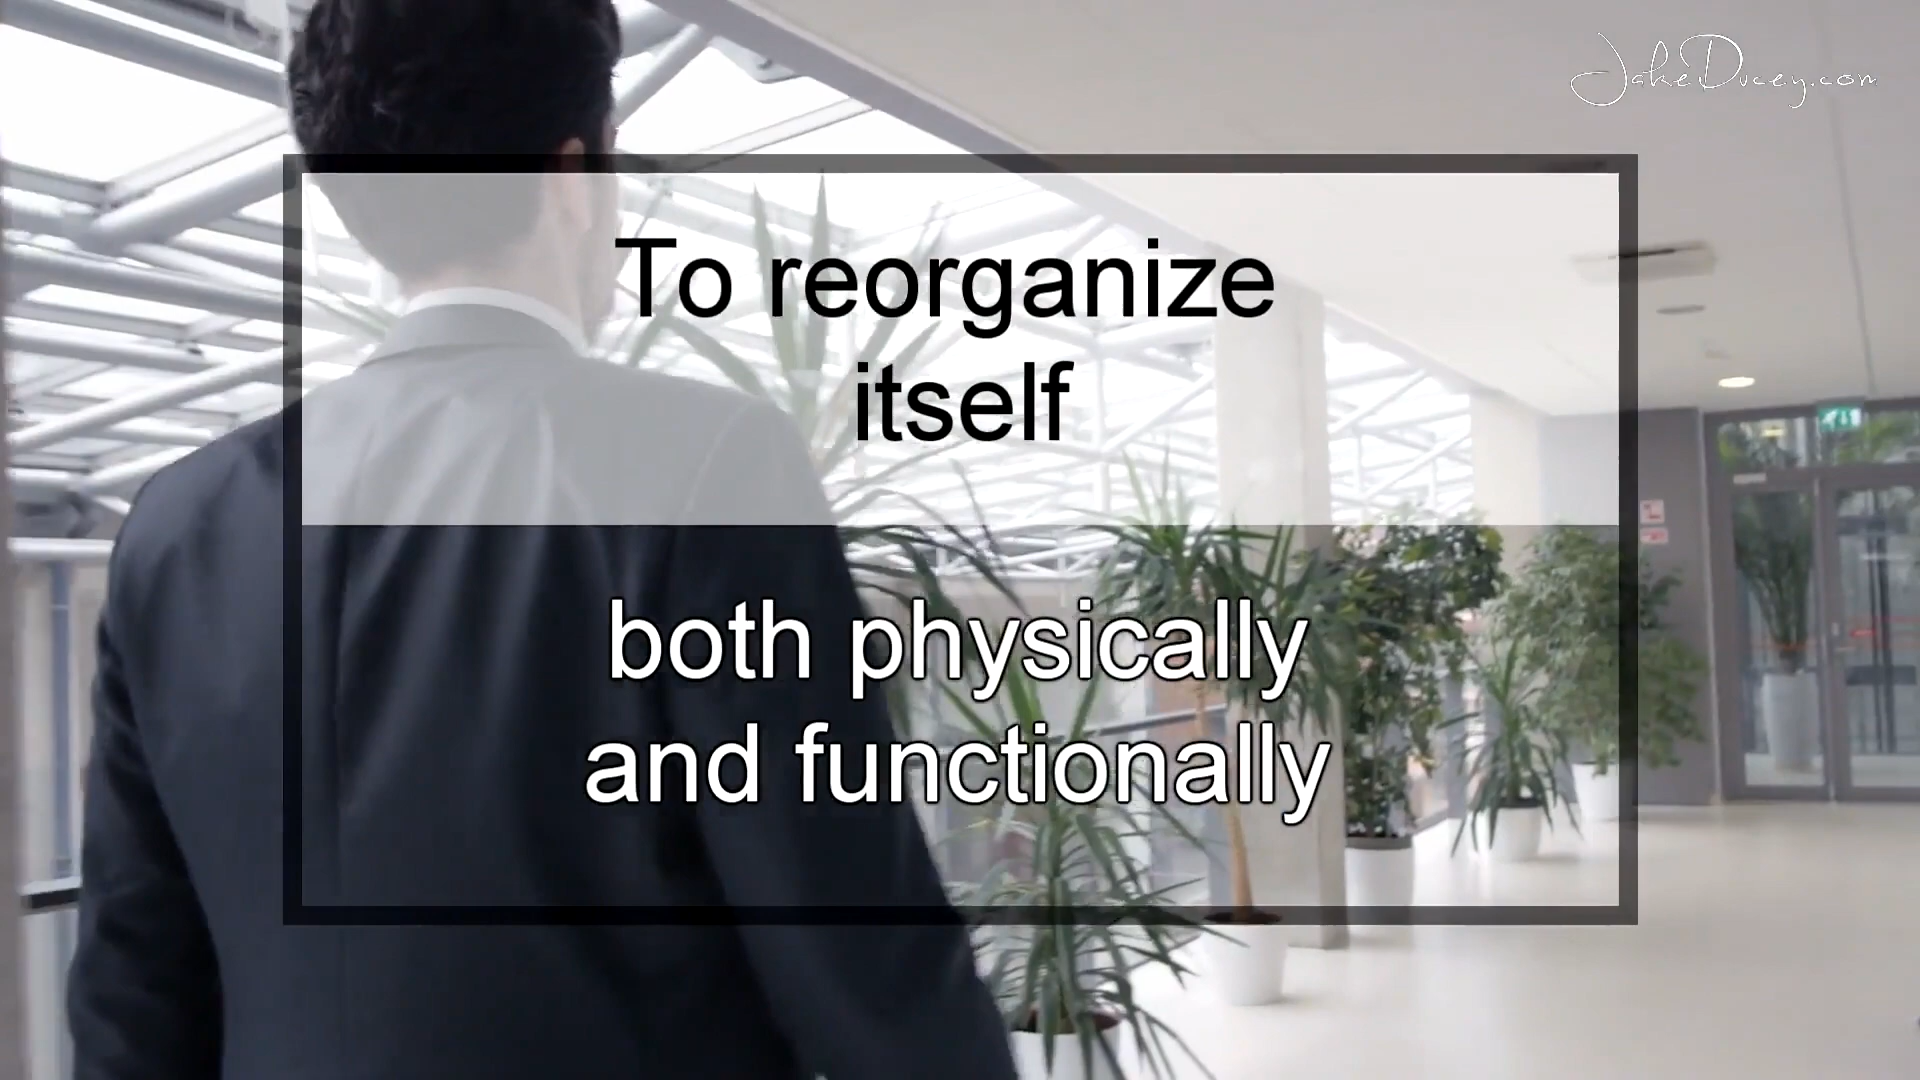 JakeDucey.com
To reorganize
itself
both physically
and functionally